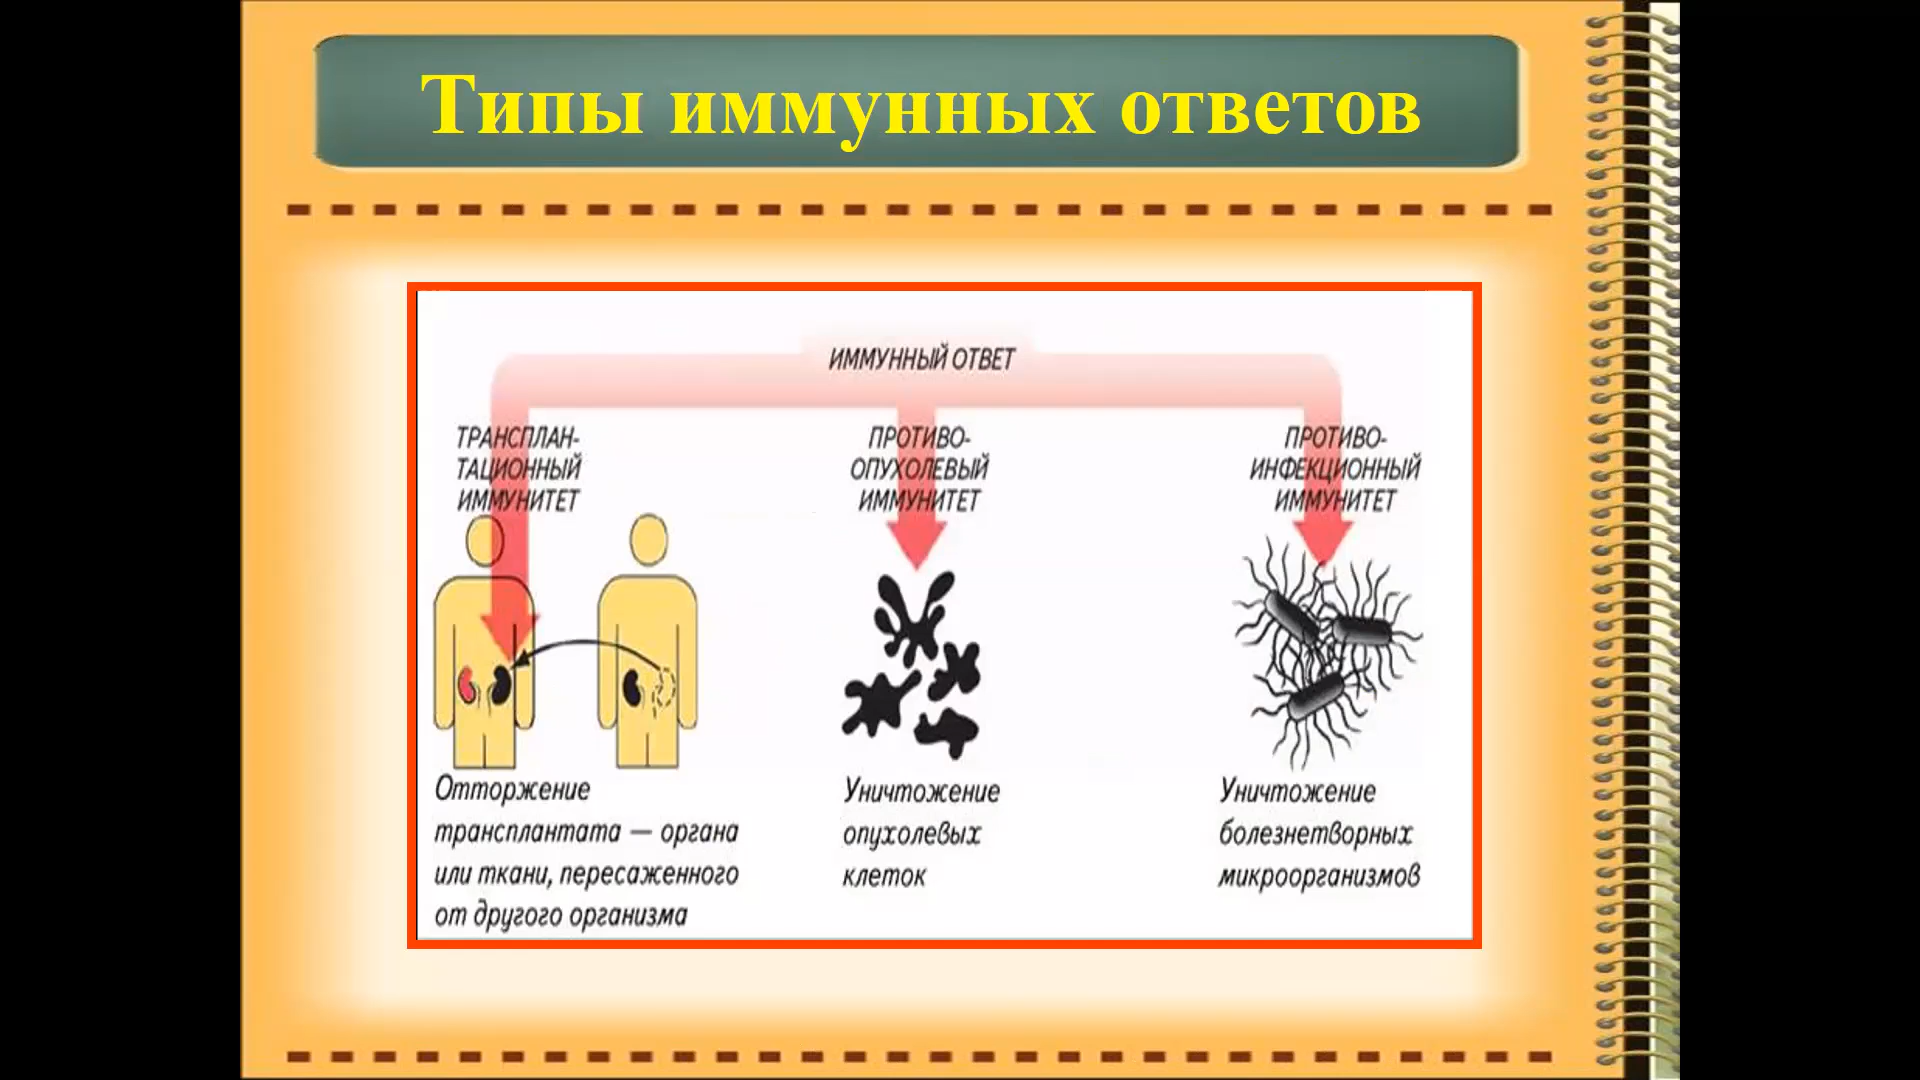 Типы иммунных ответов
ИММУННЫЙ ОТВЕТ
ТРАНСПЛАН-
ТАЦИОННЫЙ
ИММУНИТЕТ
ПРОТИВО-
ОПУХОЛЕВЫЙ
ИММУНИТЕТ
ПРОТИВО-
ИНФЕКЦИОННЫЙ
ИММУНИТЕТ
Отторжение
трансплантата — органа
или ткани, пересаженного
от другого организма
Уничтожение
опухолевых
клеток
Уничтожение
болезнетворных
микроорганизмов